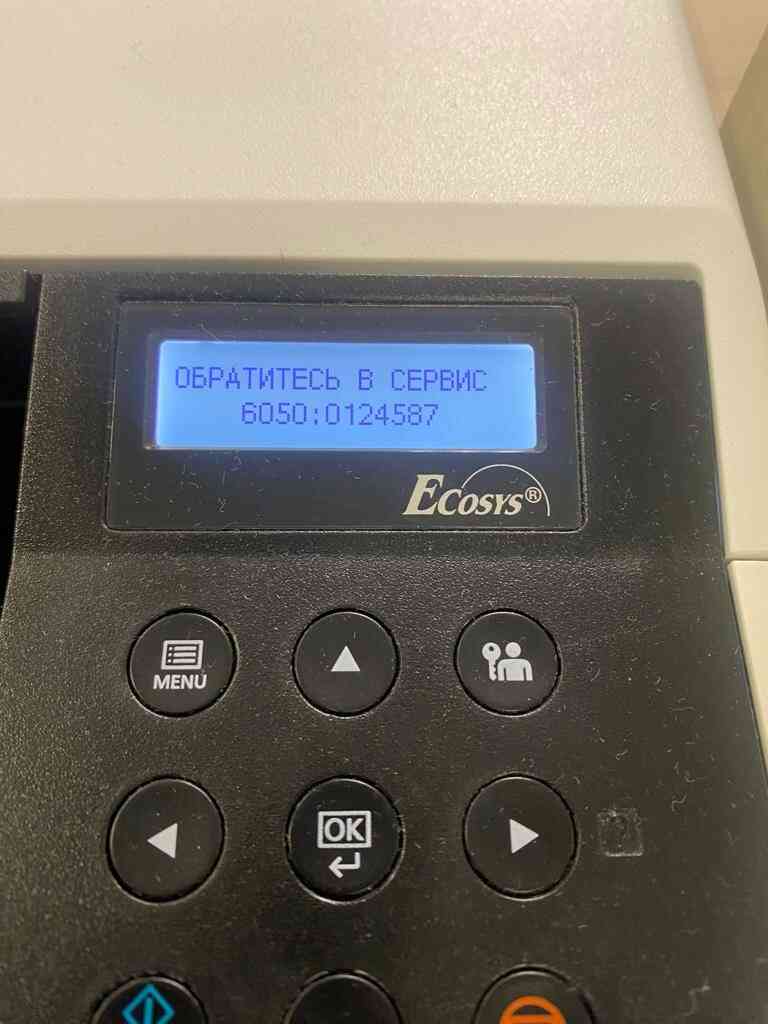 ОБРАТИТЕСЬ В СЕРВИС
6050:0124587
ECOSYS®
MENU
OK